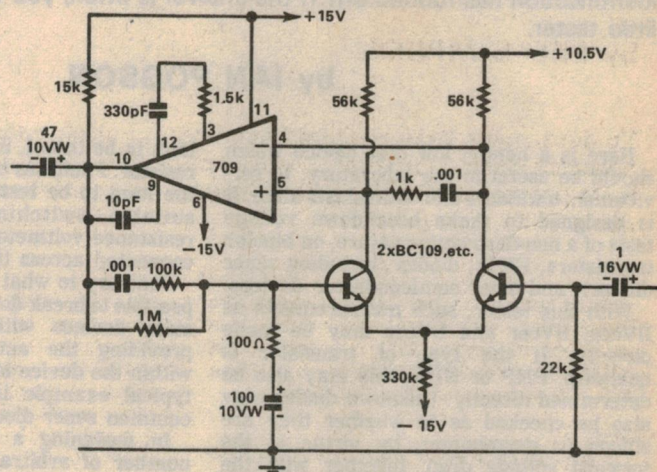 +15V
+10.5V
15k
1.5k
56k
56k
330pF
11
3
47
10VW
12
4
-
+
10
709
5
1k
.001
9
6
- +
10pF
-15V
2xBC109,etc.
1
16VW
- +
.001
100k
1M
100Ω
330k
22k
100
10VW
+
-
- 15V